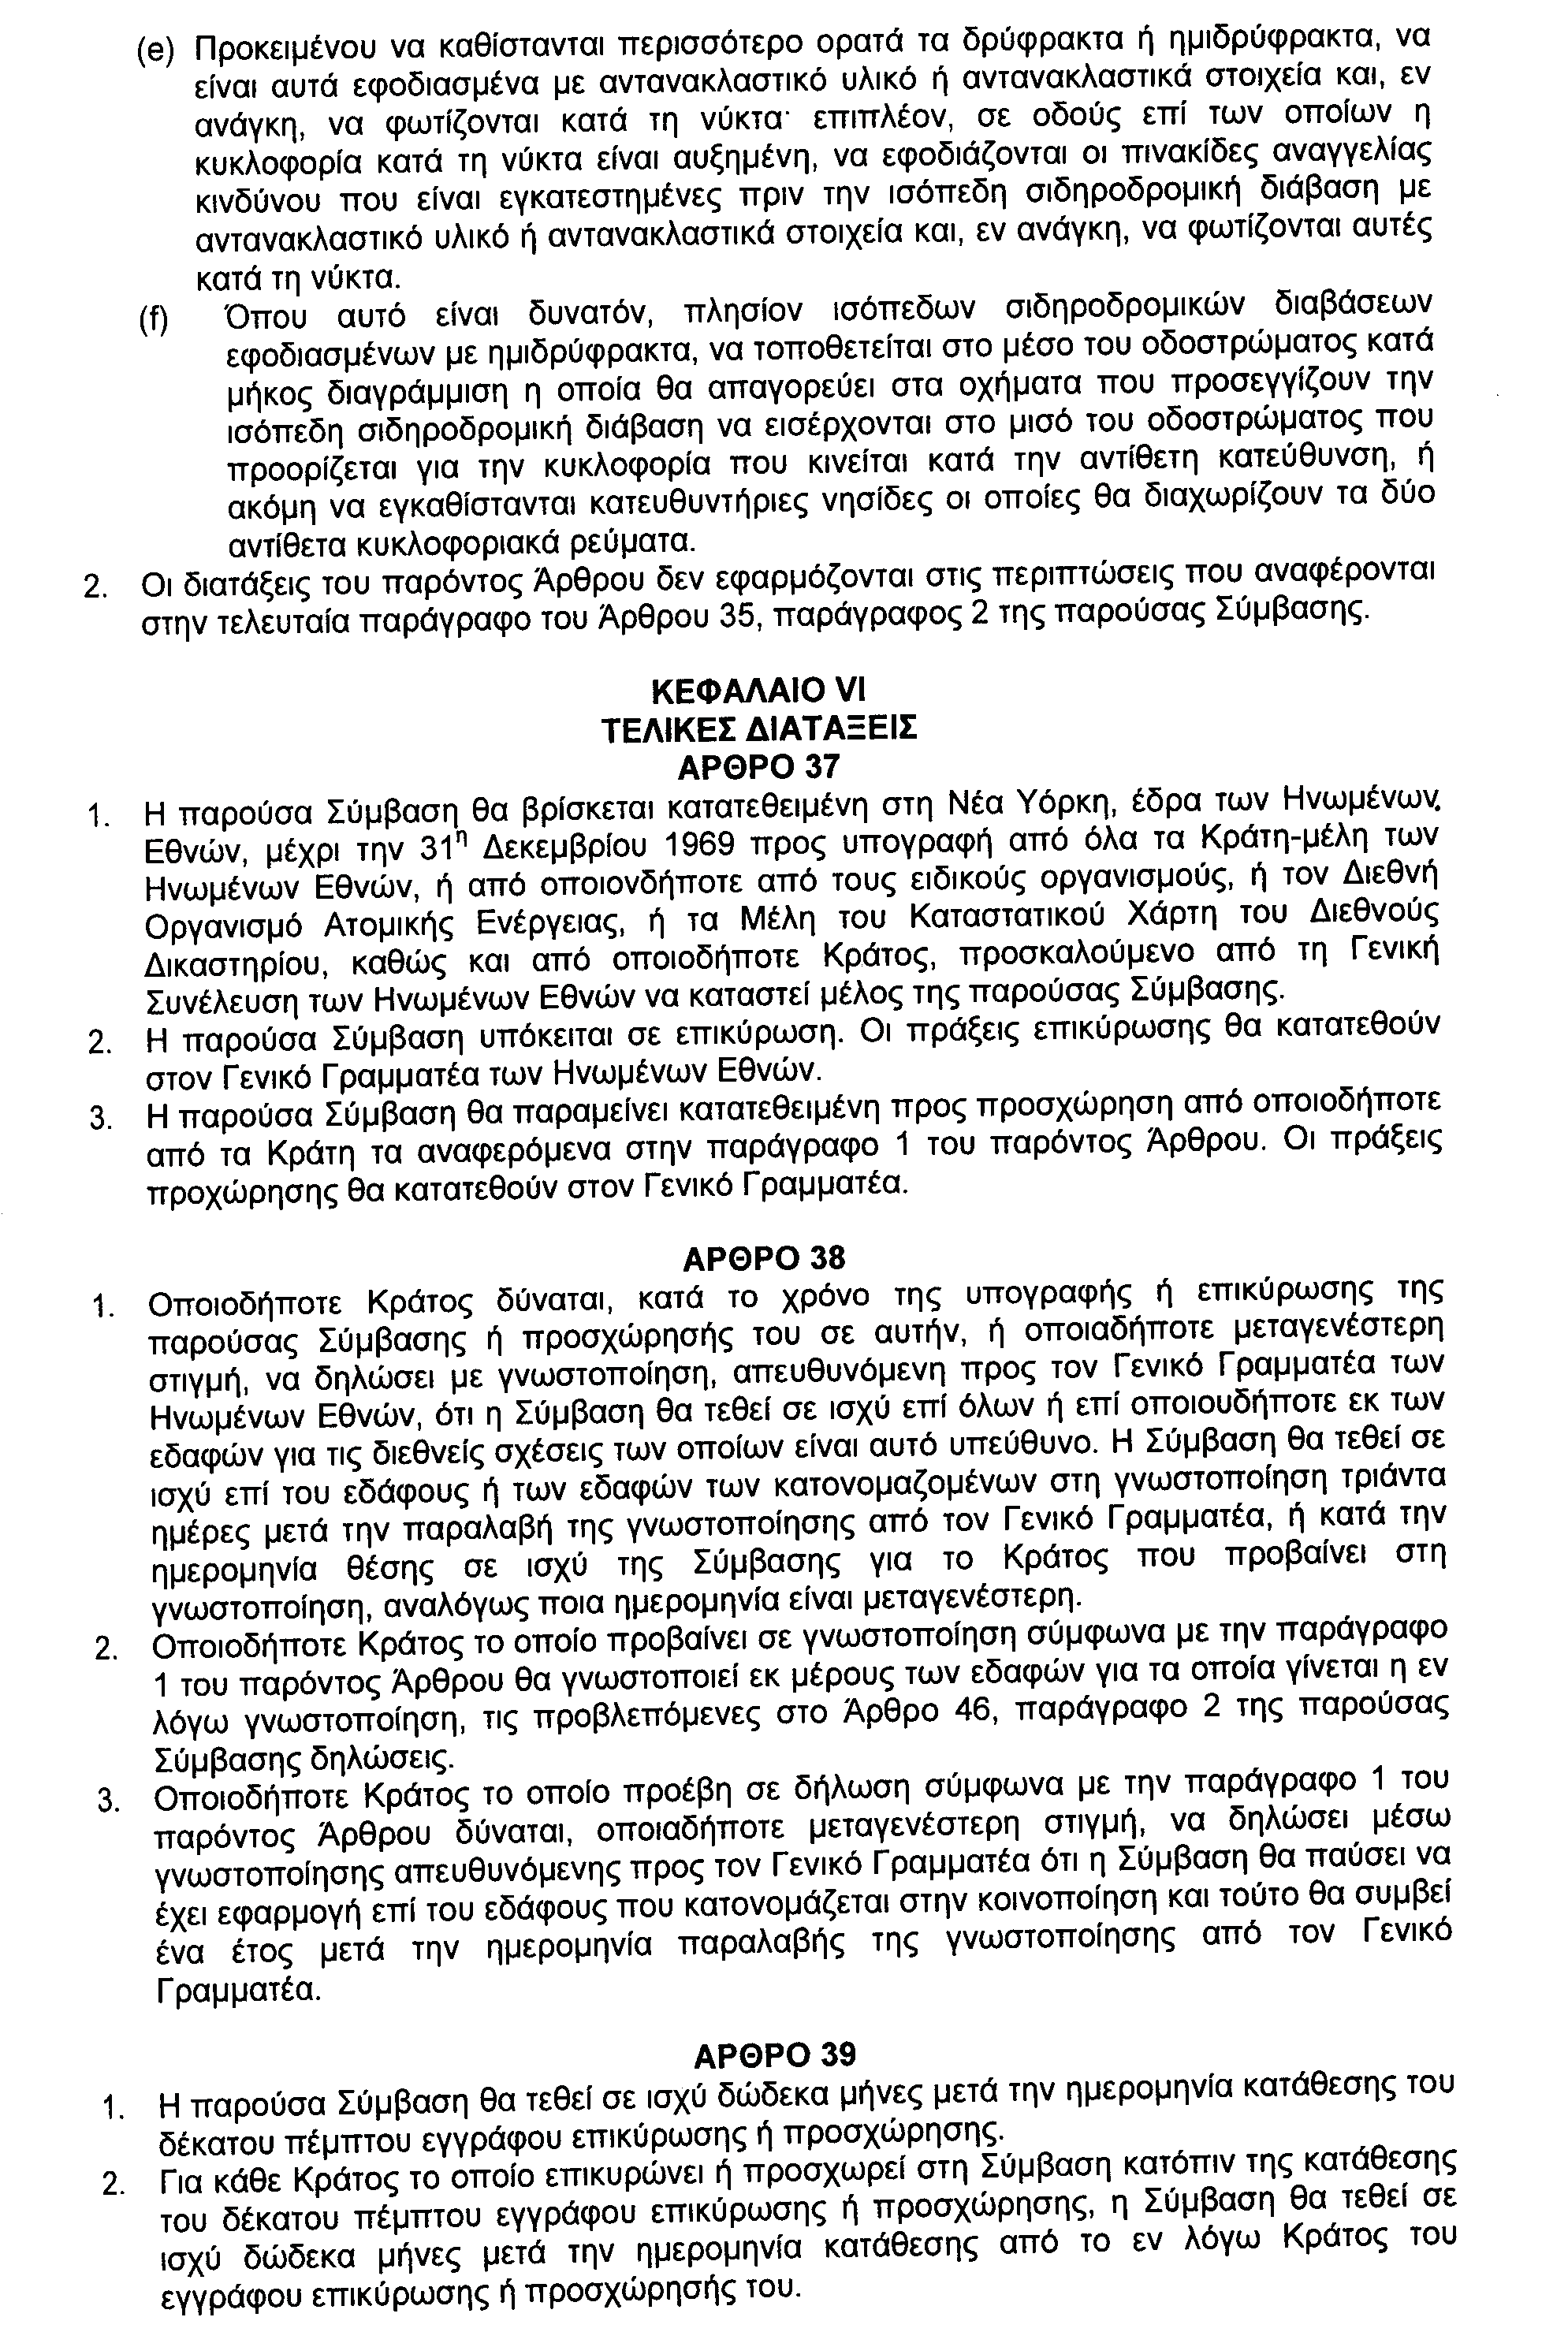 (e) Προκειμένου να καθίστανται περισσότερο ορατά τα δρύφρακτα ή ημιδρύφρακτα, να
είναι αυτά εφοδιασμένα με αντανακλαστικό υλικό ή αντανακλαστικά στοιχεία και, εν
ανάγκη, να φωτίζονται κατά τη νύκτα· επιπλέον, σε οδούς επί των οποίων η
κυκλοφορία κατά τη νύκτα είναι αυξημένη, να εφοδιάζονται οι πινακίδες αναγγελίας
κινδύνου που είναι εγκατεστημένες πριν την ισόπεδη σιδηροδρομική διάβαση με
αντανακλαστικό υλικό ή αντανακλαστικά στοιχεία και, εν ανάγκη, να φωτίζονται αυτές
κατά τη νύκτα.
(f) Όπου αυτό είναι δυνατόν, πλησίον ισόπεδων σιδηροδρομικών διαβάσεων
εφοδιασμένων με ημιδρύφρακτα, να τοποθετείται στο μέσο του οδοστρώματος κατά
μήκος διαγράμμιση η οποία θα απαγορεύει στα οχήματα που προσεγγίζουν την
ισόπεδη σιδηροδρομική διάβαση να εισέρχονται στο μισό του οδοστρώματος που
προορίζεται για την κυκλοφορία που κινείται κατά την αντίθετη κατεύθυνση, ή
ακόμη να εγκαθίστανται κατευθυντήριες νησίδες οι οποίες θα διαχωρίζουν τα δύο
αντίθετα κυκλοφοριακά ρεύματα.
2. Οι διατάξεις του παρόντος Άρθρου δεν εφαρμόζονται στις περιπτώσεις που αναφέρονται
στην τελευταία παράγραφο του Άρθρου 35, παράγραφος 2 της παρούσας Σύμβασης.
ΚΕΦΑΛΑΙΟ VI
ΤΕΛΙΚΕΣ ΔΙΑΤΑΞΕΙΣ
ΑΡΘΡΟ 37
1. Η παρούσα Σύμβαση θα βρίσκεται κατατεθειμένη στη Νέα Υόρκη, έδρα των Ηνωμένων
Εθνών, μέχρι την 31η Δεκεμβρίου 1969 προς υπογραφή από όλα τα Κράτη-μέλη των
Ηνωμένων Εθνών, ή από οποιονδήποτε από τους ειδικούς οργανισμούς, ή τον Διεθνή
Οργανισμό Ατομικής Ενέργειας, ή τα Μέλη του Καταστατικού Χάρτη του Διεθνούς
Δικαστηρίου, καθώς και από οποιοδήποτε Κράτος, προσκαλούμενο από τη Γενική
Συνέλευση των Ηνωμένων Εθνών να καταστεί μέλος της παρούσας Σύμβασης.
2. Η παρούσα Σύμβαση υπόκειται σε επικύρωση. Οι πράξεις επικύρωσης θα κατατεθούν
στον Γενικό Γραμματέα των Ηνωμένων Εθνών.
3. Η παρούσα Σύμβαση θα παραμείνει κατατεθειμένη προς προσχώρηση από οποιοδήποτε
από τα Κράτη τα αναφερόμενα στην παράγραφο 1 του παρόντος Άρθρου. Οι πράξεις
προχώρησης θα κατατεθούν στον Γενικό Γραμματέα.
ΑΡΘΡΟ 38
1. Οποιοδήποτε Κράτος δύναται, κατά το χρόνο της υπογραφής ή επικύρωσης της
παρούσας Σύμβασης ή προσχώρησής του σε αυτήν, ή οποιαδήποτε μεταγενέστερη
στιγμή, να δηλώσει με γνωστοποίηση, απευθυνόμενη προς τον Γενικό Γραμματέα των
Ηνωμένων Εθνών, ότι η Σύμβαση θα τεθεί σε ισχύ επί όλων ή επί οποιουδήποτε εκ των
εδαφών για τις διεθνείς σχέσεις των οποίων είναι αυτό υπεύθυνο. Η Σύμβαση θα τεθεί σε
ισχύ επί του εδάφους ή των εδαφών των κατονομαζομένων στη γνωστοποίηση τριάντα
ημέρες μετά την παραλαβή της γνωστοποίησης από τον Γενικό Γραμματέα, ή κατά την
ημερομηνία θέσης σε ισχύ της Σύμβασης για το Κράτος που προβαίνει στη
γνωστοποίηση, αναλόγως ποια ημερομηνία είναι μεταγενέστερη.
2. Οποιοδήποτε Κράτος το οποίο προβαίνει σε γνωστοποίηση σύμφωνα με την παράγραφο
1 του παρόντος Άρθρου θα γνωστοποιεί εκ μέρους των εδαφών για τα οποία γίνεται η εν
λόγω γνωστοποίηση, τις προβλεπόμενες στο Άρθρο 46, παράγραφο 2 της παρούσας
Σύμβασης δηλώσεις.
3. Οποιοδήποτε Κράτος το οποίο προέβη σε δήλωση σύμφωνα με την παράγραφο 1 του
παρόντος Άρθρου δύναται, οποιαδήποτε μεταγενέστερη στιγμή, να δηλώσει μέσω
γνωστοποίησης απευθυνόμενης προς τον Γενικό Γραμματέα ότι η Σύμβαση θα παύσει να
έχει εφαρμογή επί του εδάφους που κατονομάζεται στην κοινοποίηση και τούτο θα συμβεί
ένα έτος μετά την ημερομηνία παραλαβής της γνωστοποίησης από τον Γενικό
Γραμματέα.
ΑΡΘΡΟ 39
1. Η παρούσα Σύμβαση θα τεθεί σε ισχύ δώδεκα μήνες μετά την ημερομηνία κατάθεσης του
δέκατου πέμπτου εγγράφου επικύρωσης ή προσχώρησης.
2. Για κάθε Κράτος το οποίο επικυρώνει ή προσχωρεί στη Σύμβαση κατόπιν της κατάθεσης
του δέκατου πέμπτου εγγράφου επικύρωσης ή προσχώρησης, η Σύμβαση θα τεθεί σε
ισχύ δώδεκα μήνες μετά την ημερομηνία κατάθεσης από το εν λόγω Κράτος του
εγγράφου επικύρωσης ή προσχώρησής του.